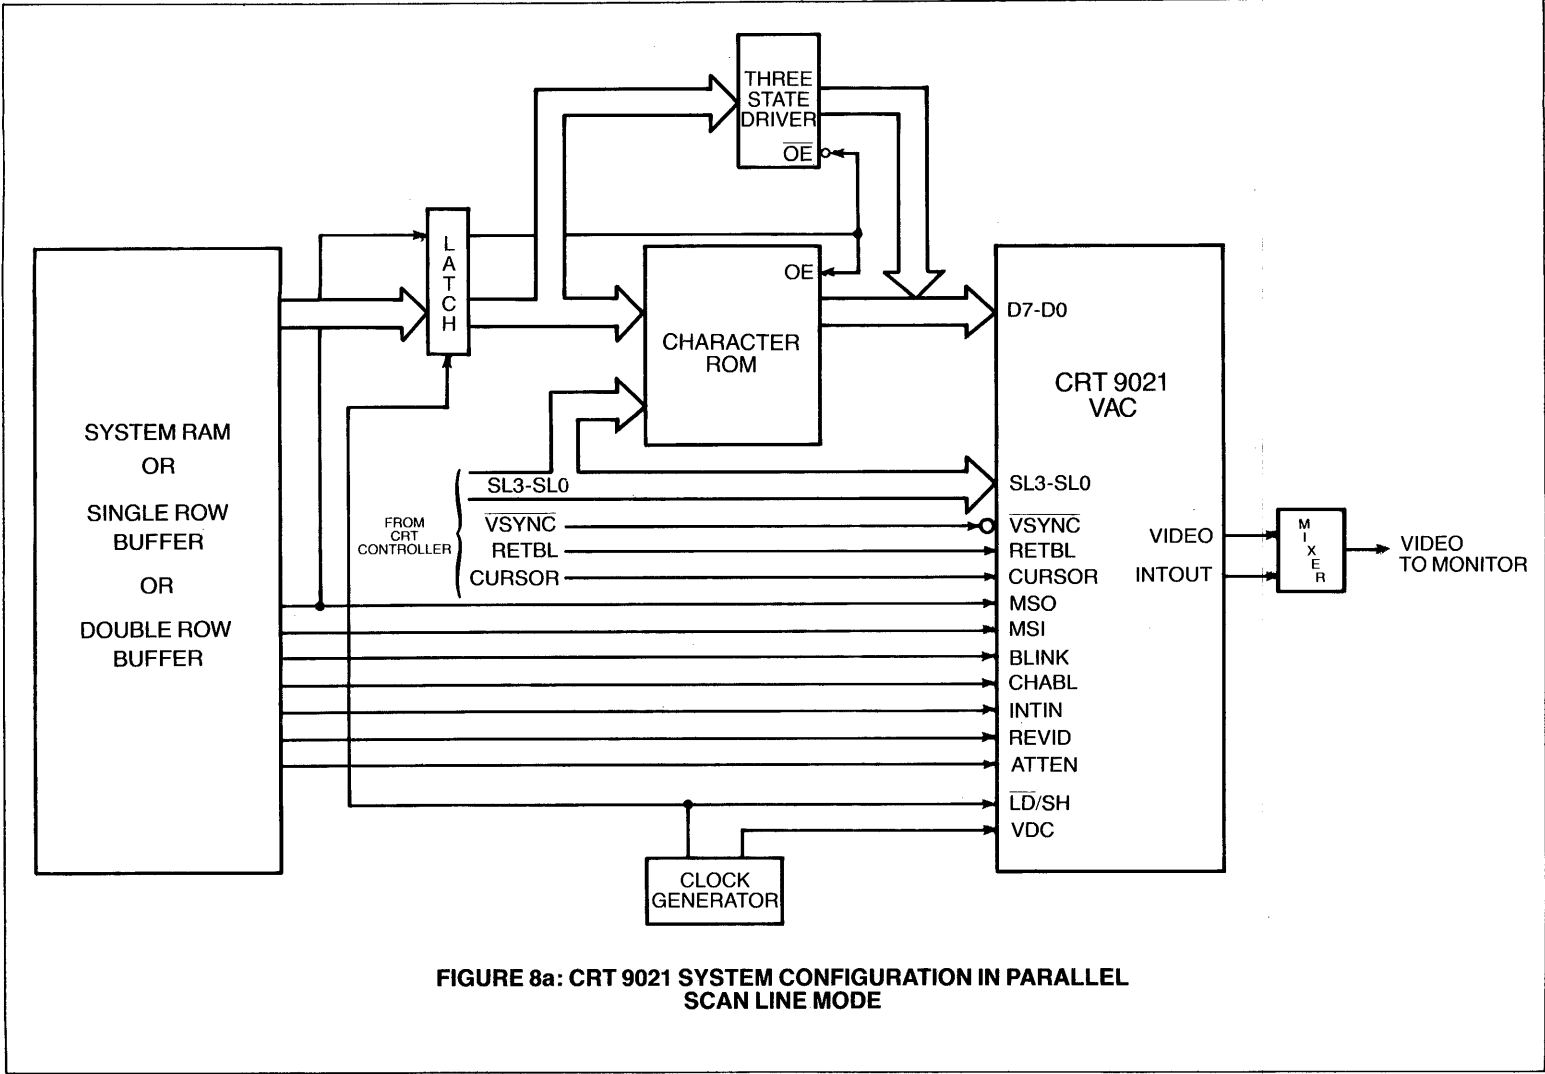 THREE
STATE
DRIVER
OE
LATCH
OE
CHARACTER
ROM
SYSTEM RAM
OR
SINGLE ROW
BUFFER
OR
DOUBLE ROW
BUFFER
FROM
CRT
CONTROLLER
SL3-SL0
VSYNC
RETBL
CURSOR
D7-D0
CRT 9021
VAC
SL3-SL0
VSYNC
RETBL
CURSOR
MSO
MSI
BLINK
CHABL
INTIN
REVID
ATTEN
LD/SH
VDC
VIDEO
INTOUT
MIXER
VIDEO
TO MONITOR
CLOCK
GENERATOR
FIGURE 8a: CRT 9021 SYSTEM CONFIGURATION IN PARALLEL
SCAN LINE MODE